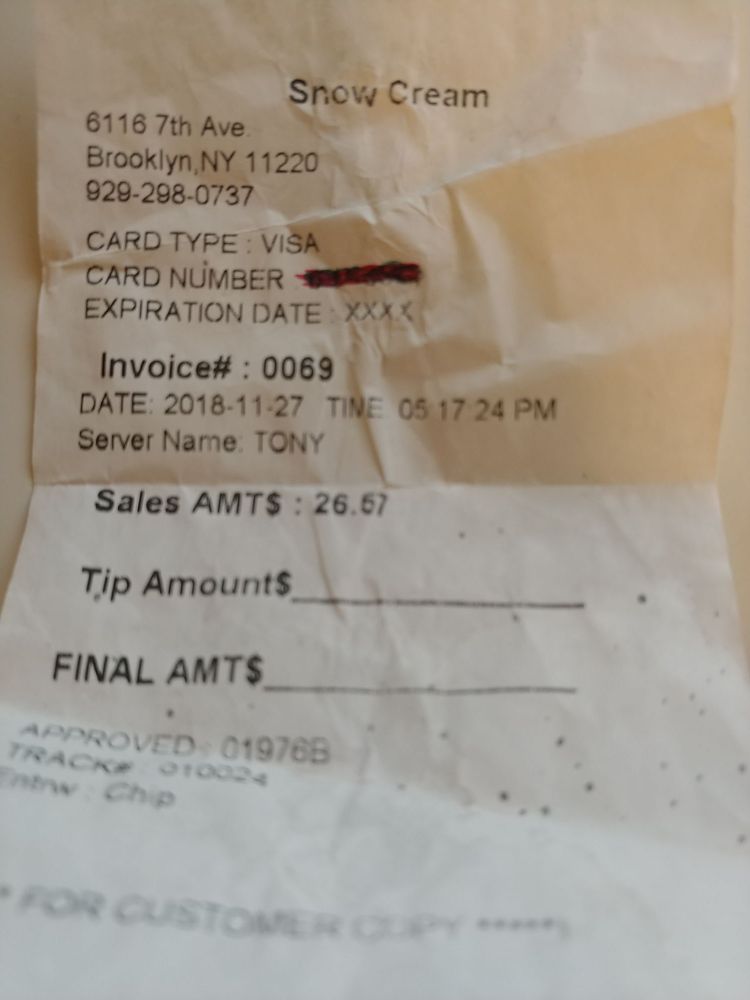 Snow Cream
6116 7th Ave.
Brooklyn,NY 11220
929-298-0737
CARD TYPE : VISA
CARD NUMBER
EXPIRATION DATE : XXXX
Invoice# : 0069
DATE: 2018-11-27 TIME 05:17:24 PM
Server Name: TONY
Sales AMT$ : 26.67
Tip Amount$
FINAL AMT$
APPROVED : 01976B
TRACK# : 010024
Entrw : Chip
* FOR CUSTOMER COPY *****